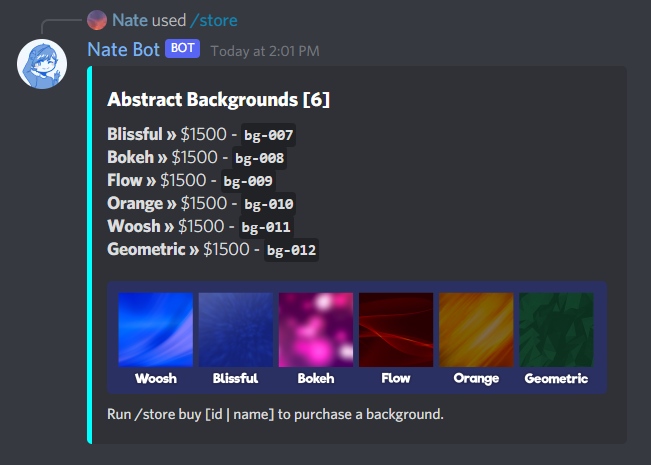 Nate used /store
Nate Bot BOT Today at 2:01 PM
Abstract Backgrounds [6]
Blissful » $1500 - bg-007
Bokeh » $1500 - bg-008
Flow » $1500 - bg-009
Orange » $1500 - bg-010
Woosh » $1500 - bg-011
Geometric » $1500 - bg-012
Woosh Blissful Bokeh Flow Orange Geometric
Run /store buy [id | name] to purchase a background.